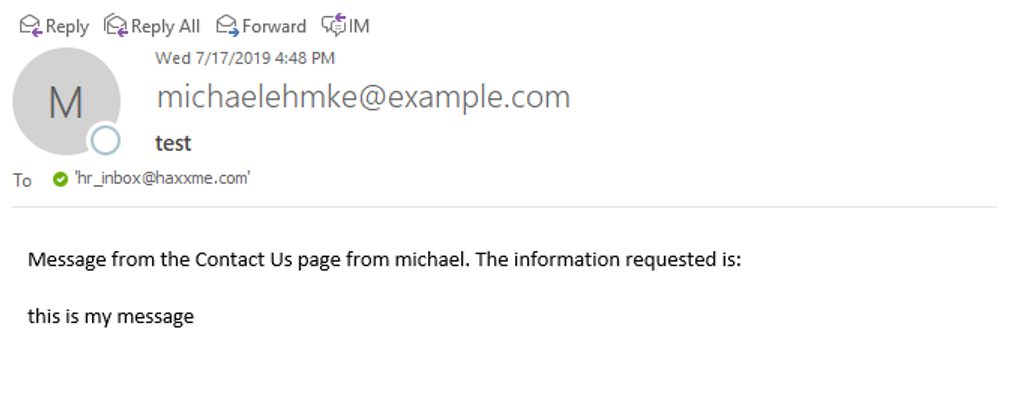 Reply Reply All Forward IM
Wed 7/17/2019 4:48 PM
M
michaelehmke@example.com
test
To 'hr_inbox@haxxme.com'
Message from the Contact Us page from michael. The information requested is:
this is my message